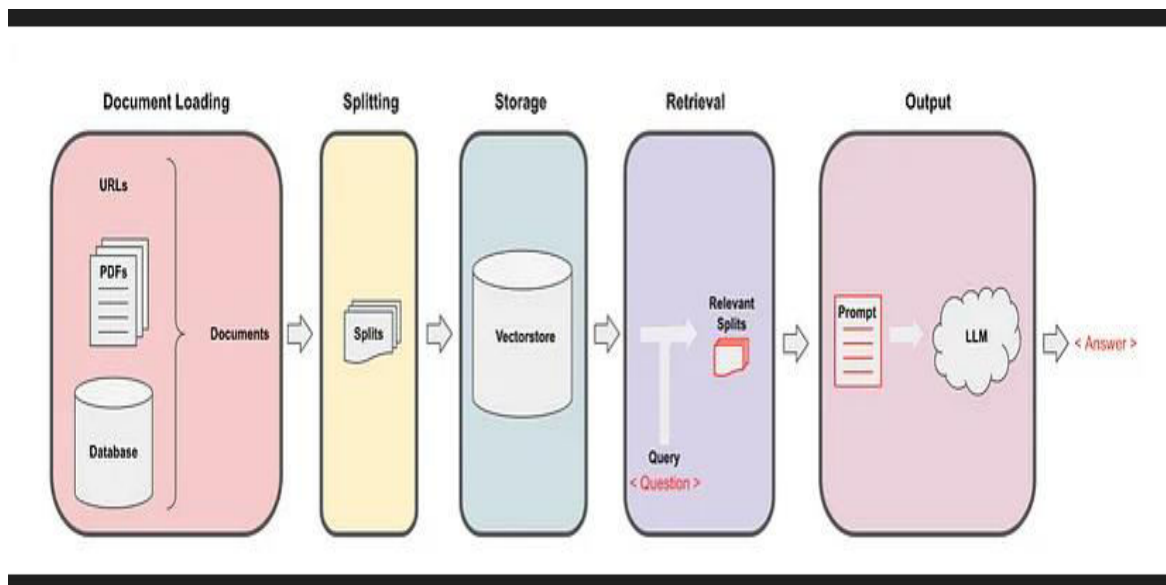 Document Loading
Splitting
Storage
Retrieval
Output
URLs
PDFs
Documents
Database
Splits
Vectorstore
Relevant
Splits
Query
< Question >
Prompt
LLM
< Answer >